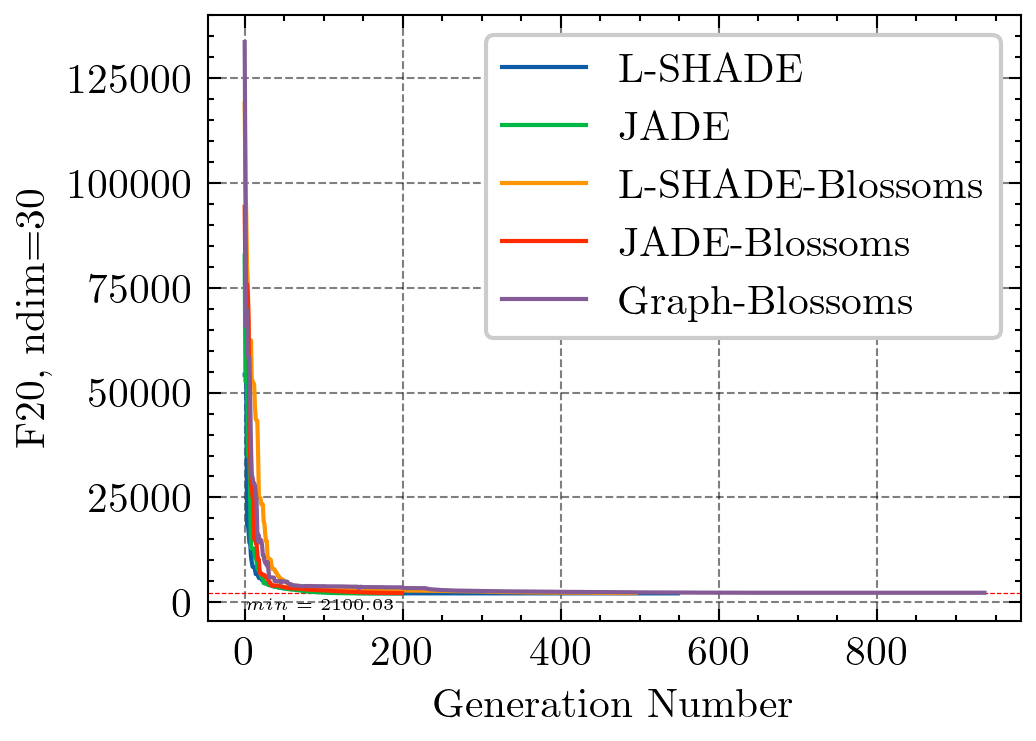 F20, ndim=30
125000
100000
75000
50000
25000
0
L-SHADE
JADE
L-SHADE-Blossoms
JADE-Blossoms
Graph-Blossoms
min = 2100.03
0 200 400 600 800
Generation Number